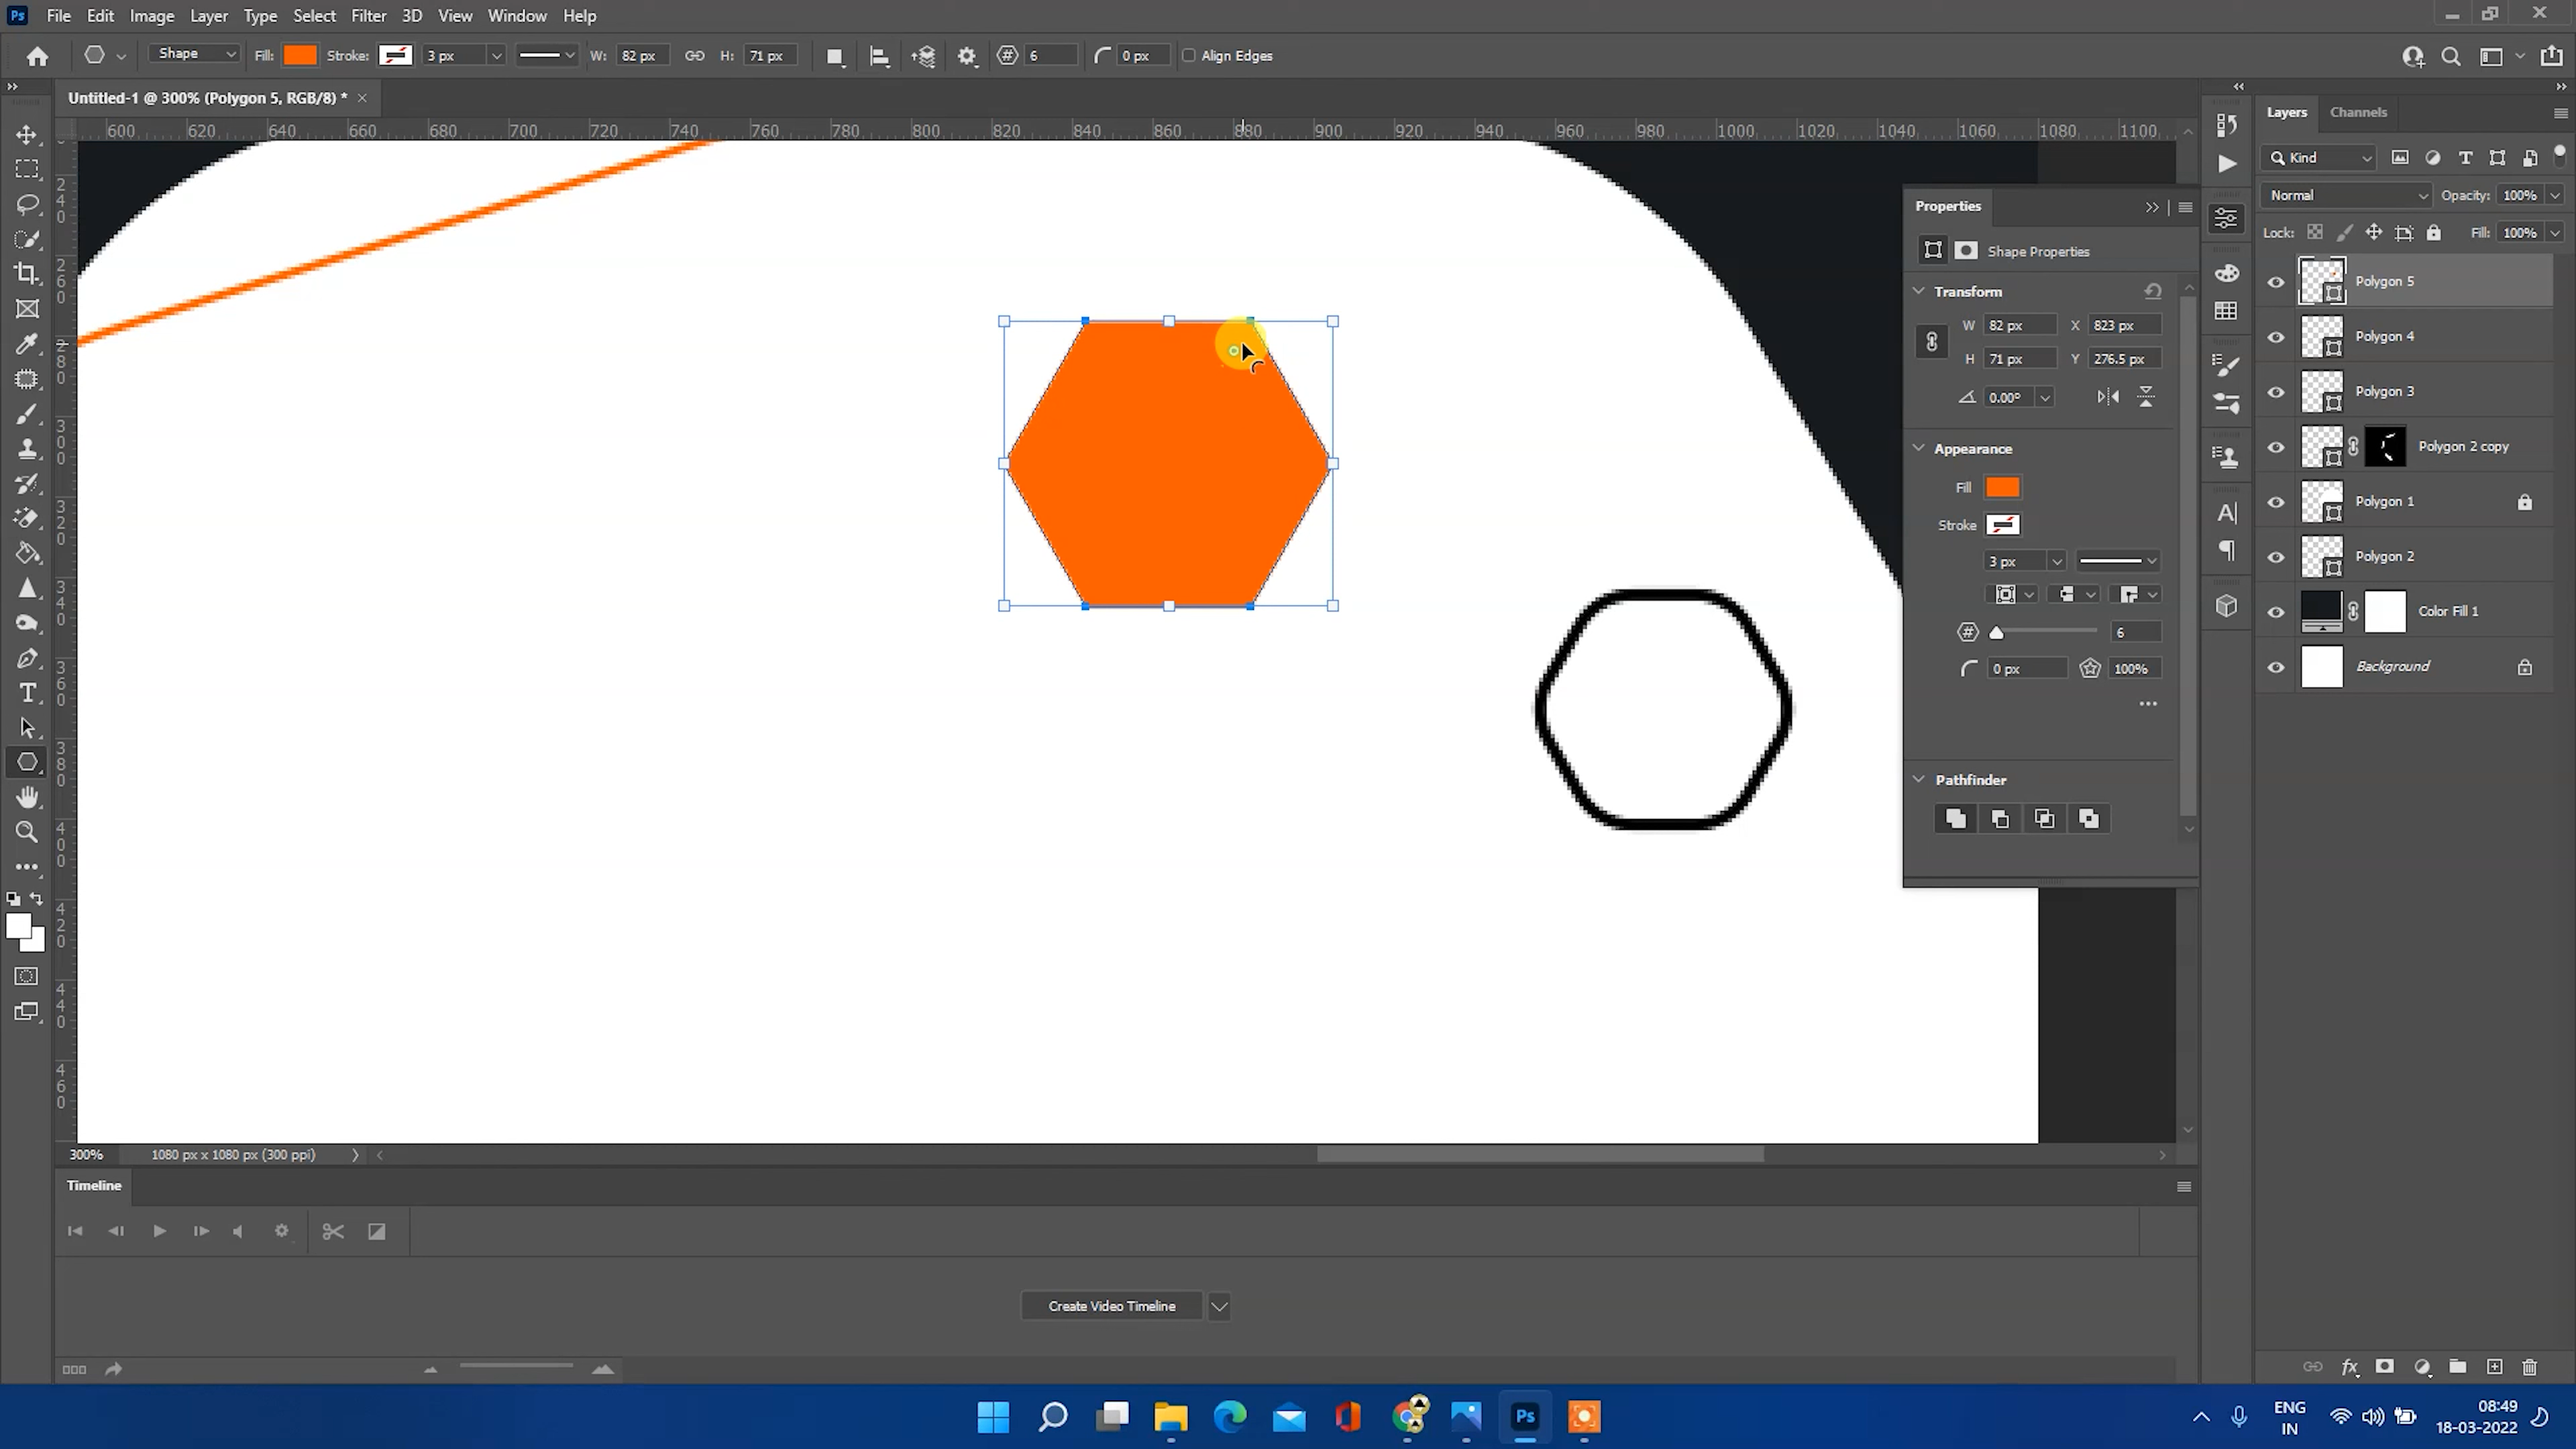 Ps File Edit Image Layer Type Select Filter 3D View Window Help
Shape Fill: Stroke: 3 px W: 82 px H: 71 px 6 0 px Align Edges
Untitled-1 @ 300% (Polygon 5, RGB/8) * ×
600 620 640 660 680 700 720 740 760 780 800 820 840 860 880 900 920 940 960 980 1000 1020 1040 1060 1080 1100
240
260
280
300
320
340
360
380
400
420
440
460
Properties
Shape Properties
Transform
W 82 px X 823 px
H 71 px Y 276.5 px
0.00°
Appearance
Fill
Stroke
3 px
6
0 px 100%
Pathfinder
Layers Channels
Kind
Normal Opacity: 100%
Lock: Fill: 100%
Polygon 5
Polygon 4
Polygon 3
Polygon 2 copy
Polygon 1
Polygon 2
Color Fill 1
Background
300% 1080 px x 1080 px (300 ppi)
Timeline
Create Video Timeline
Ps
ENG
IN
08:49
18-03-2022